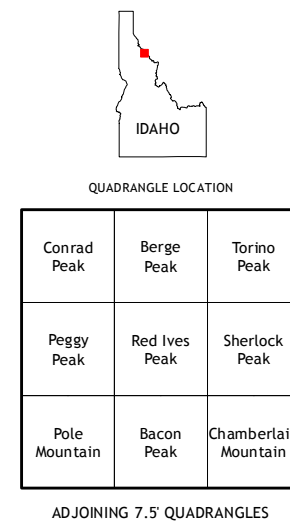 IDAHO
QUADRANGLE LOCATION
Conrad
Peak
Berge
Peak
Torino
Peak
Peggy
Peak
Red Ives
Peak
Sherlock
Peak
Pole
Mountain
Bacon
Peak
Chamberlai
Mountain
ADJOINING 7.5' QUADRANGLES